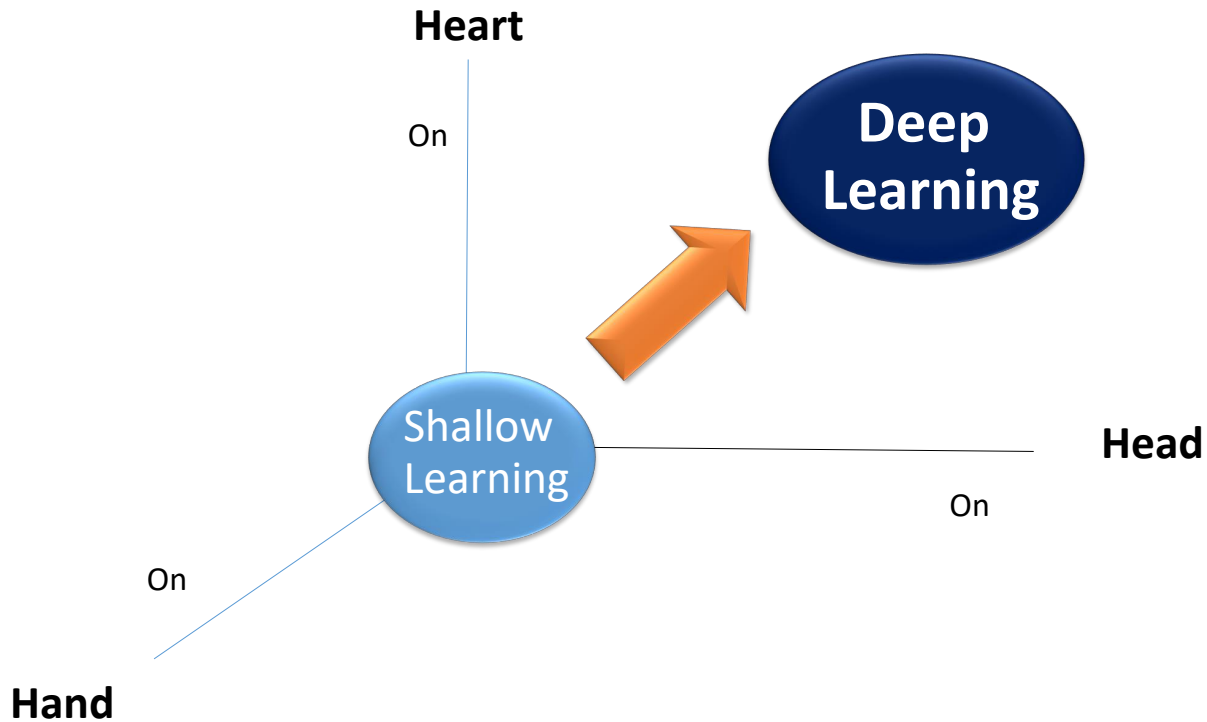 Heart
On
Deep
Learning
Shallow
Learning
Head
On
On
Hand